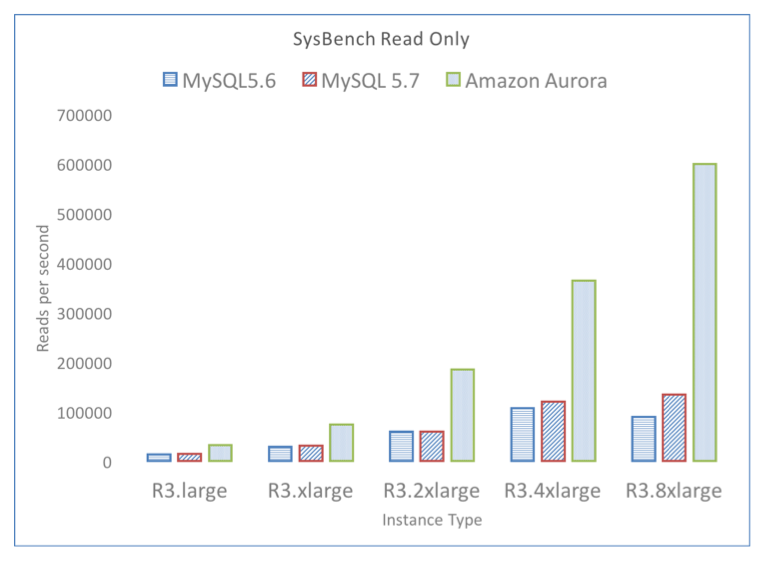 SysBench Read Only
MySQL5.6 MySQL 5.7 Amazon Aurora
700000
600000
500000
400000
300000
200000
100000
0
Reads per second
R3.large R3.xlarge R3.2xlarge R3.4xlarge R3.8xlarge
Instance Type